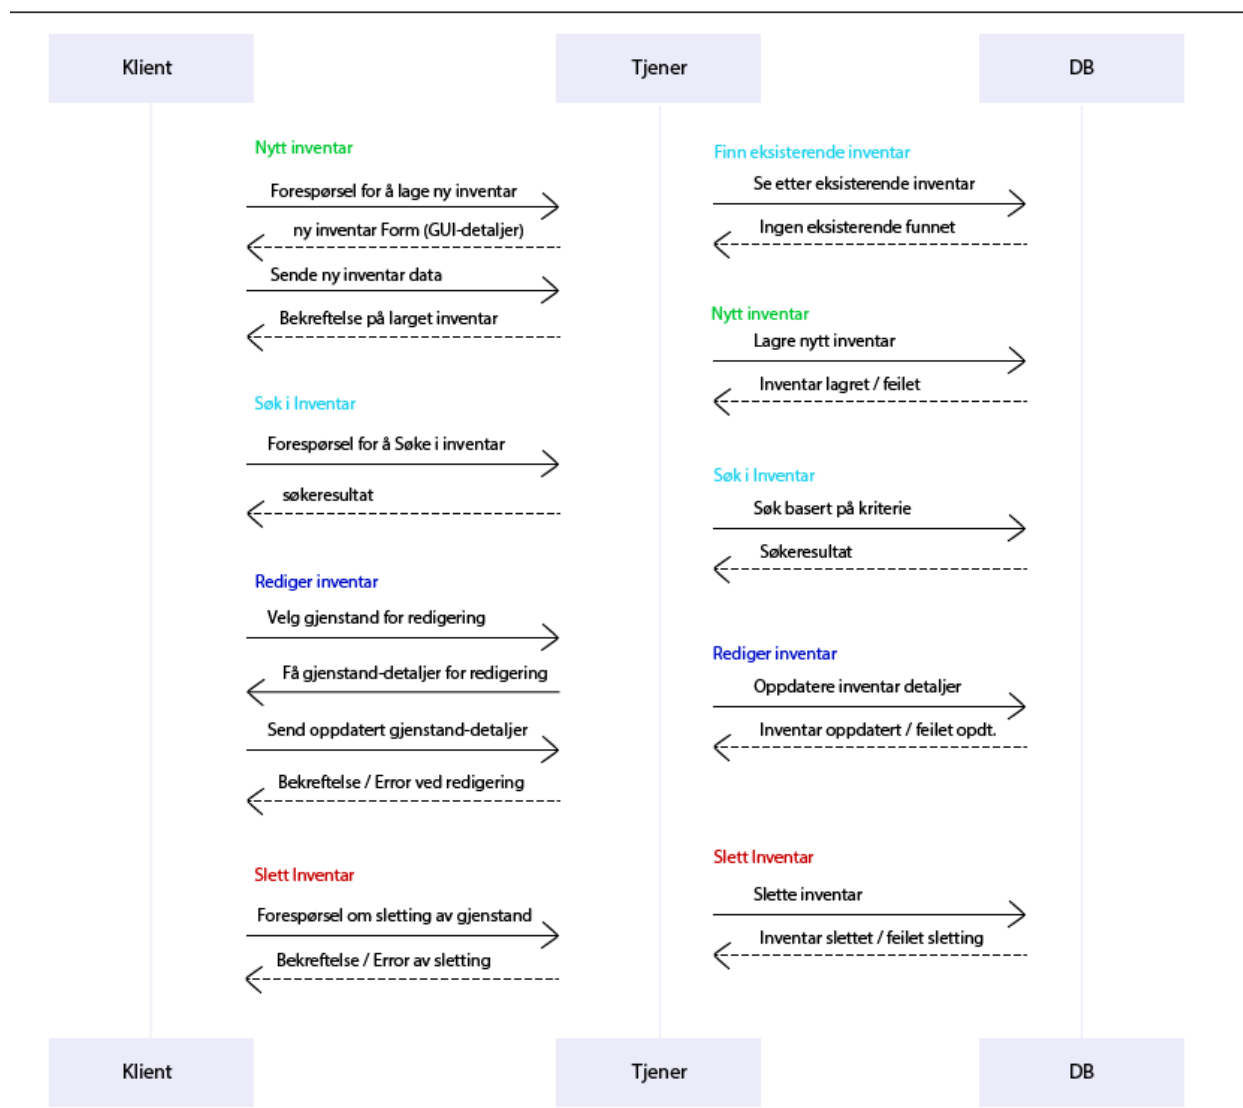 Klient
Tjener
DB
Nytt inventar
Forespørsel for å lage ny inventar
ny inventar Form (GUI-detaljer)
Sende ny inventar data
Bekreftelse på larget inventar
Søk i Inventar
Forespørsel for å Søke i inventar
søkeresultat
Rediger inventar
Velg gjenstand for redigering
Få gjenstand-detaljer for redigering
Send oppdatert gjenstand-detaljer
Bekreftelse / Error ved redigering
Slett Inventar
Forespørsel om sletting av gjenstand
Bekreftelse / Error av sletting
Finn eksisterende inventar
Se etter eksisterende inventar
Ingen eksisterende funnet
Nytt inventar
Lagre nytt inventar
Inventar lagret / feilet
Søk i Inventar
Søk basert på kriterie
Søkeresultat
Rediger inventar
Oppdatere inventar detaljer
Inventar oppdatert / feilet opdt.
Slett Inventar
Slette inventar
Inventar slettet / feilet sletting
Klient
Tjener
DB